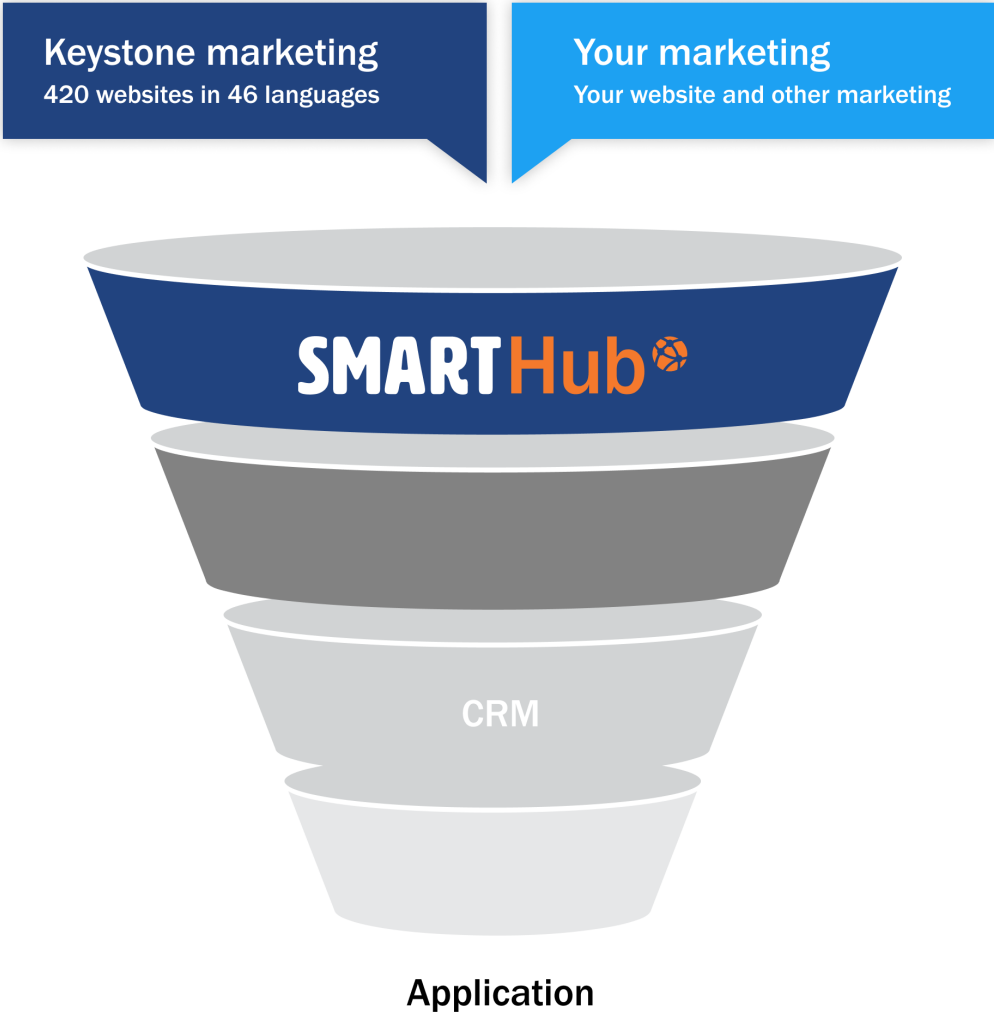 Keystone marketing
420 websites in 46 languages
Your marketing
Your website and other marketing
SMARTHub
CRM
Application